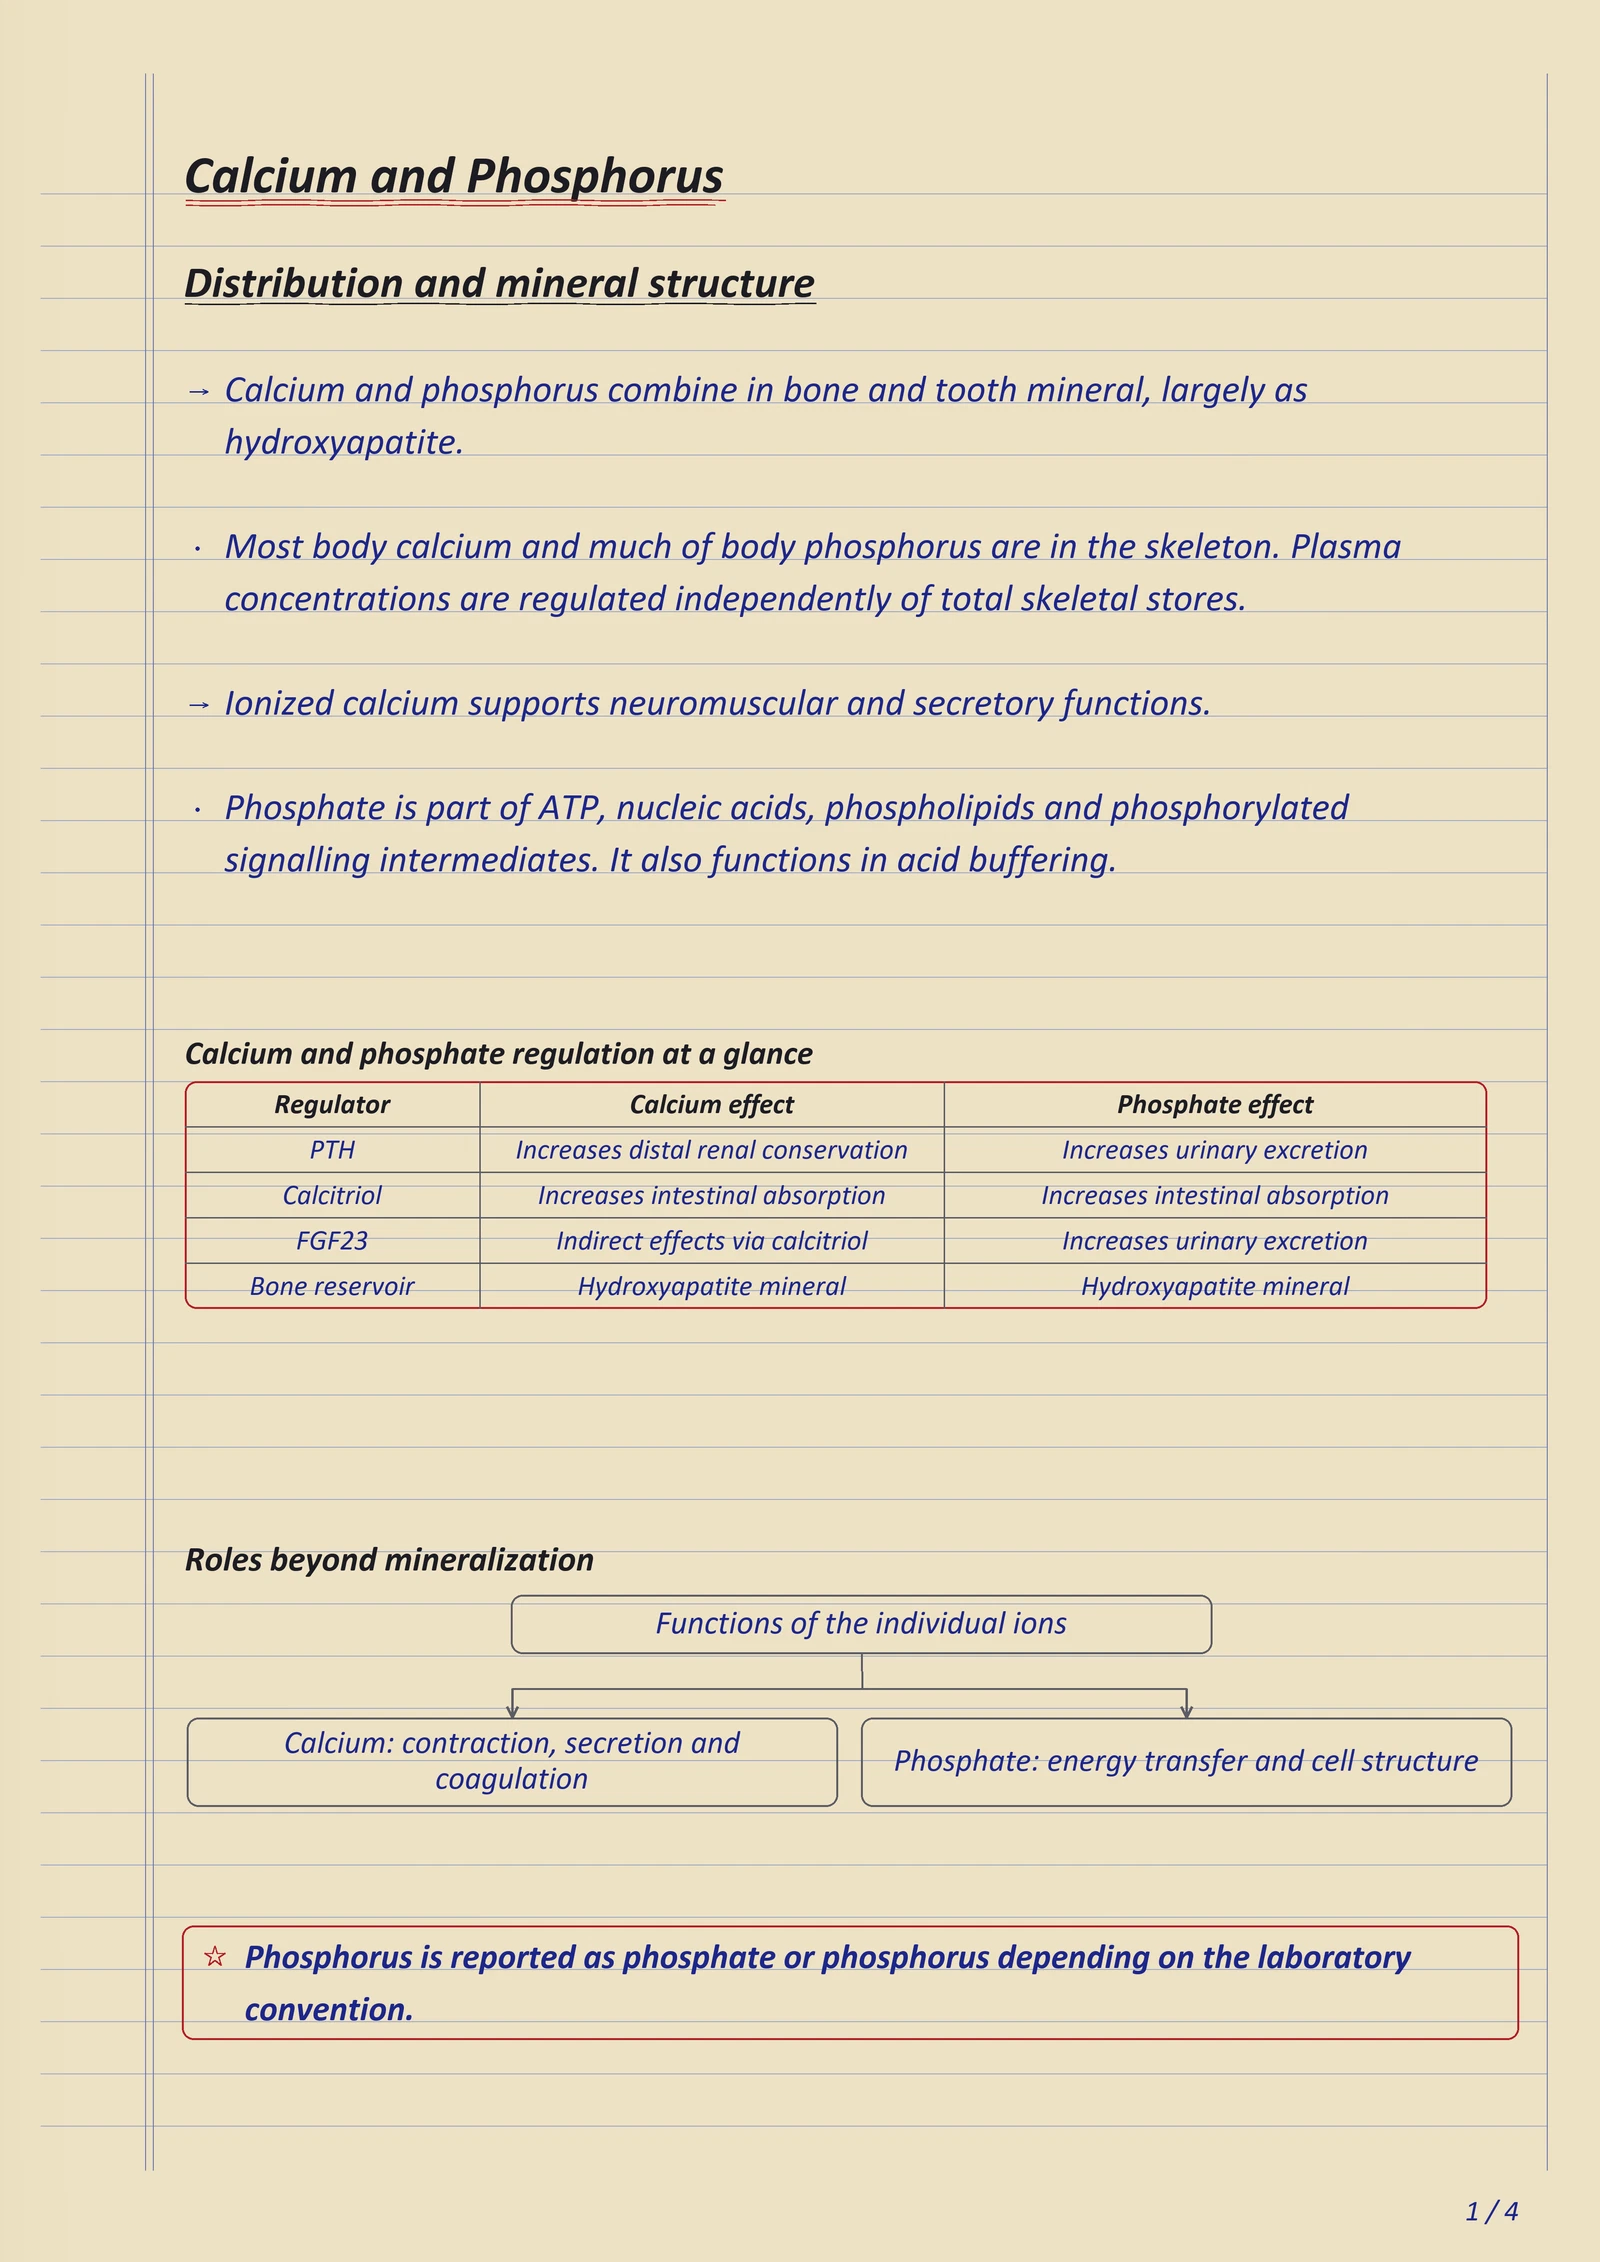 Calcium and Phosphorus
Distribution and mineral structure
→ Calcium and phosphorus combine in bone and tooth mineral, largely as
hydroxyapatite.
· Most body calcium and much of body phosphorus are in the skeleton. Plasma
concentrations are regulated independently of total skeletal stores.
→ Ionized calcium supports neuromuscular and secretory functions.
· Phosphate is part of ATP, nucleic acids, phospholipids and phosphorylated
signalling intermediates. It also functions in acid buffering.
Calcium and phosphate regulation at a glance
Regulator Calcium effect Phosphate effect
PTH Increases distal renal conservation Increases urinary excretion
Calcitriol Increases intestinal absorption Increases intestinal absorption
FGF23 Indirect effects via calcitriol Increases urinary excretion
Bone reservoir Hydroxyapatite mineral Hydroxyapatite mineral
Roles beyond mineralization
Functions of the individual ions
Calcium: contraction, secretion and
coagulation
Phosphate: energy transfer and cell structure
☆ Phosphorus is reported as phosphate or phosphorus depending on the laboratory
convention.
1 / 4